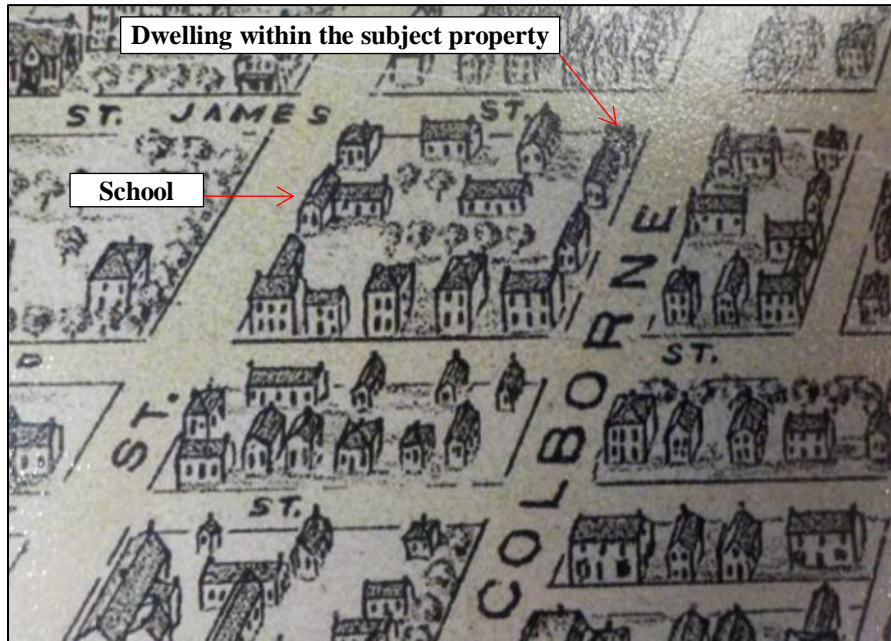 Dwelling within the subject property
ST. JAMES ST.
School
COLBORNE
ST.
D
ST.
ST.